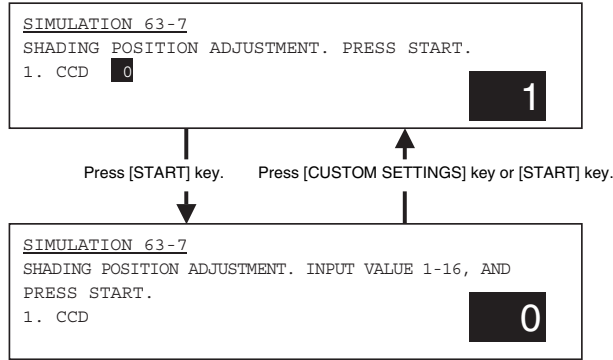 SIMULATION 63-7
SHADING POSITION ADJUSTMENT. PRESS START.
1. CCD 0
1
Press [START] key. Press [CUSTOM SETTINGS] key or [START] key.
SIMULATION 63-7
SHADING POSITION ADJUSTMENT. INPUT VALUE 1-16, AND
PRESS START.
1. CCD
0